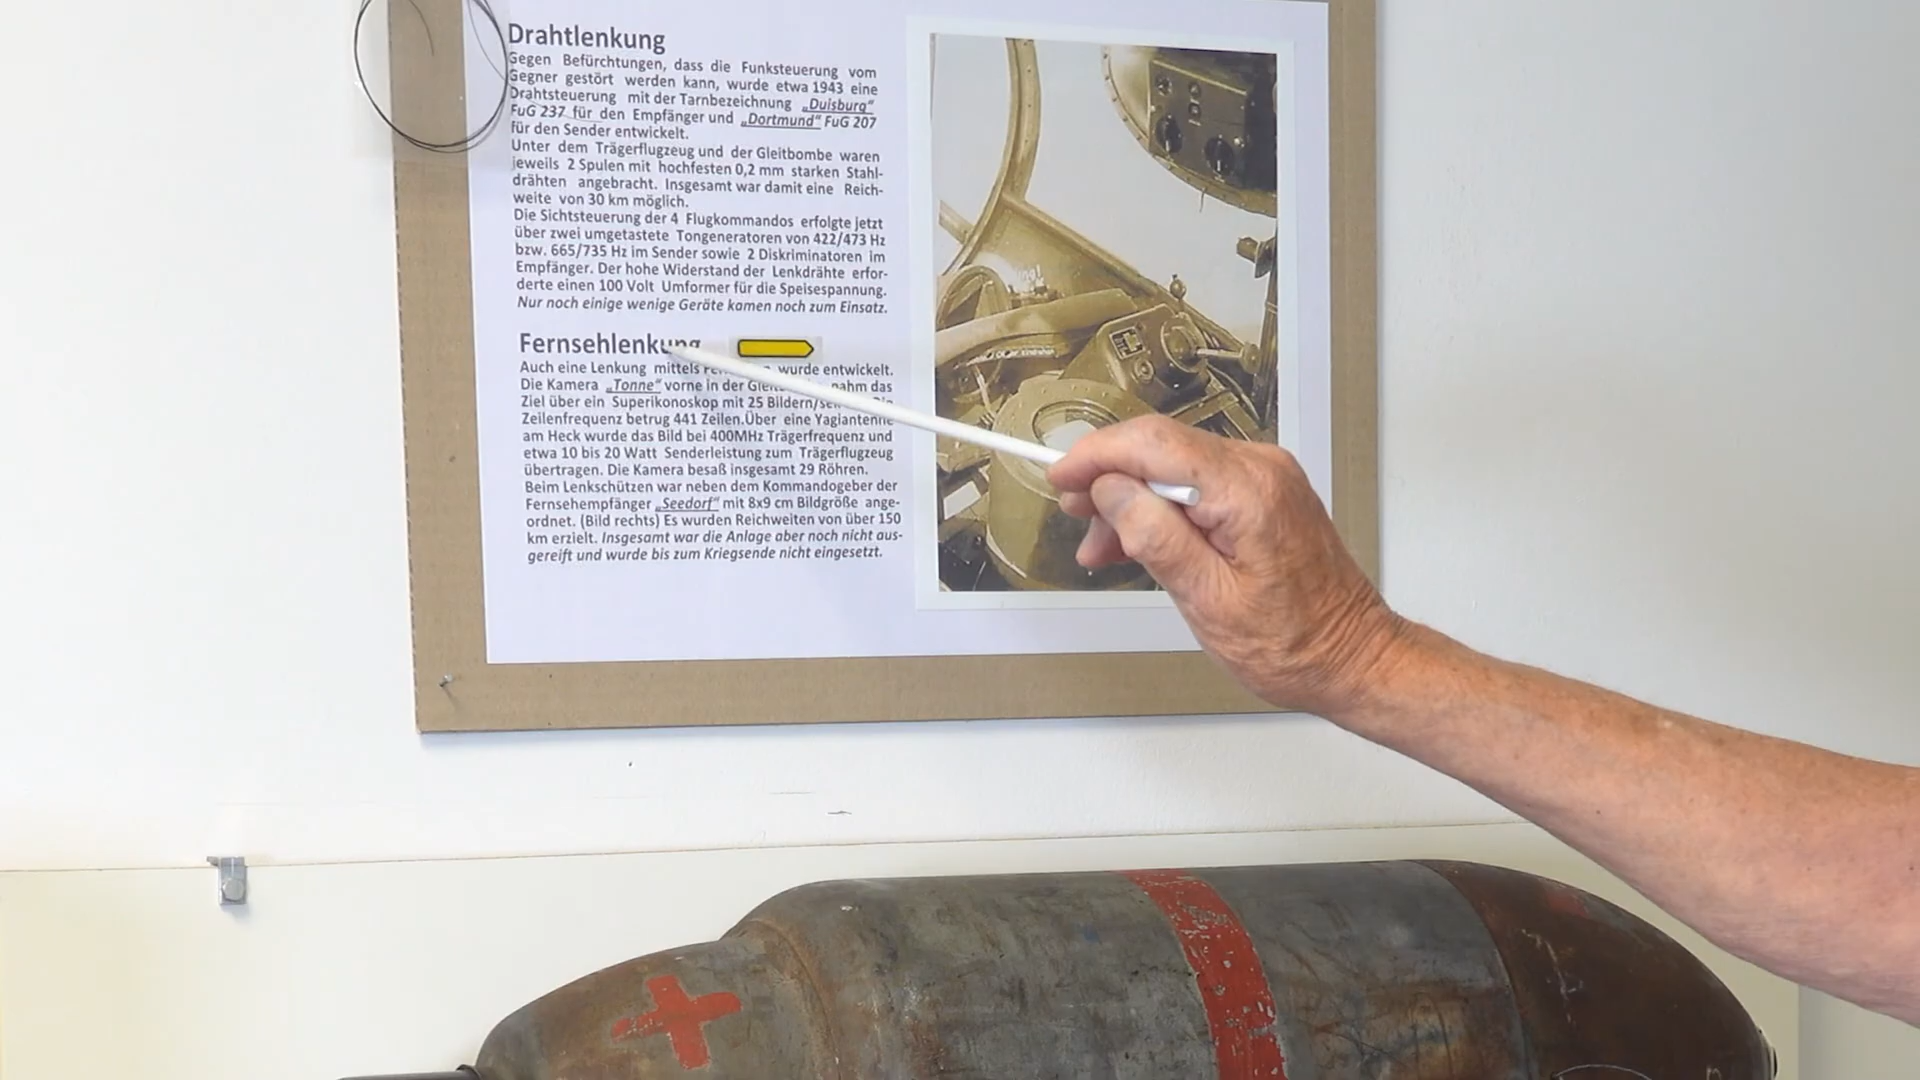 Drahtlenkung
Gegen Befürchtungen, dass die Funksteuerung vom
Gegner gestört werden kann, wurde etwa 1943 eine
Drahtsteuerung mit der Tarnbezeichnung „Duisburg“
FuG 237 für den Empfänger und „Dortmund“ FuG 207
für den Sender entwickelt.
Unter dem Trägerflugzeug und der Gleitbombe waren
jeweils 2 Spulen mit hochfesten 0,2 mm starken Stahl-
drähten angebracht. Insgesamt war damit eine Reich-
weite von 30 km möglich.
Die Sichtsteuerung der 4 Flugkommandos erfolgte jetzt
über zwei umgetastete Tongeneratoren von 422/473 Hz
bzw. 665/735 Hz im Sender sowie 2 Diskriminatoren im
Empfänger. Der hohe Widerstand der Lenkdrähte erfor-
derte einen 100 Volt Umformer für die Speisespannung.
Nur noch einige wenige Geräte kamen noch zum Einsatz.
Fernsehlenkung
Auch eine Lenkung mittels wurde entwickelt.
Die Kamera „Tonne“ vorne in der nahm das
Ziel über ein Superikonoskop mit 25 Bildern/
Zeilenfrequenz betrug 441 Zeilen.Über eine Yagiantenne
am Heck wurde das Bild bei 400MHz Trägerfrequenz und
etwa 10 bis 20 Watt Senderleistung zum Trägerflugzeug
übertragen. Die Kamera besaß insgesamt 29 Röhren.
Beim Lenkschützen war neben dem Kommandogeber der
Fernsehempfänger „Seedorf“ mit 8x9 cm Bildgröße ange-
ordnet. (Bild rechts) Es wurden Reichweiten von über 150
km erzielt. Insgesamt war die Anlage aber noch nicht aus-
gereift und wurde bis zum Kriegsende nicht eingesetzt.